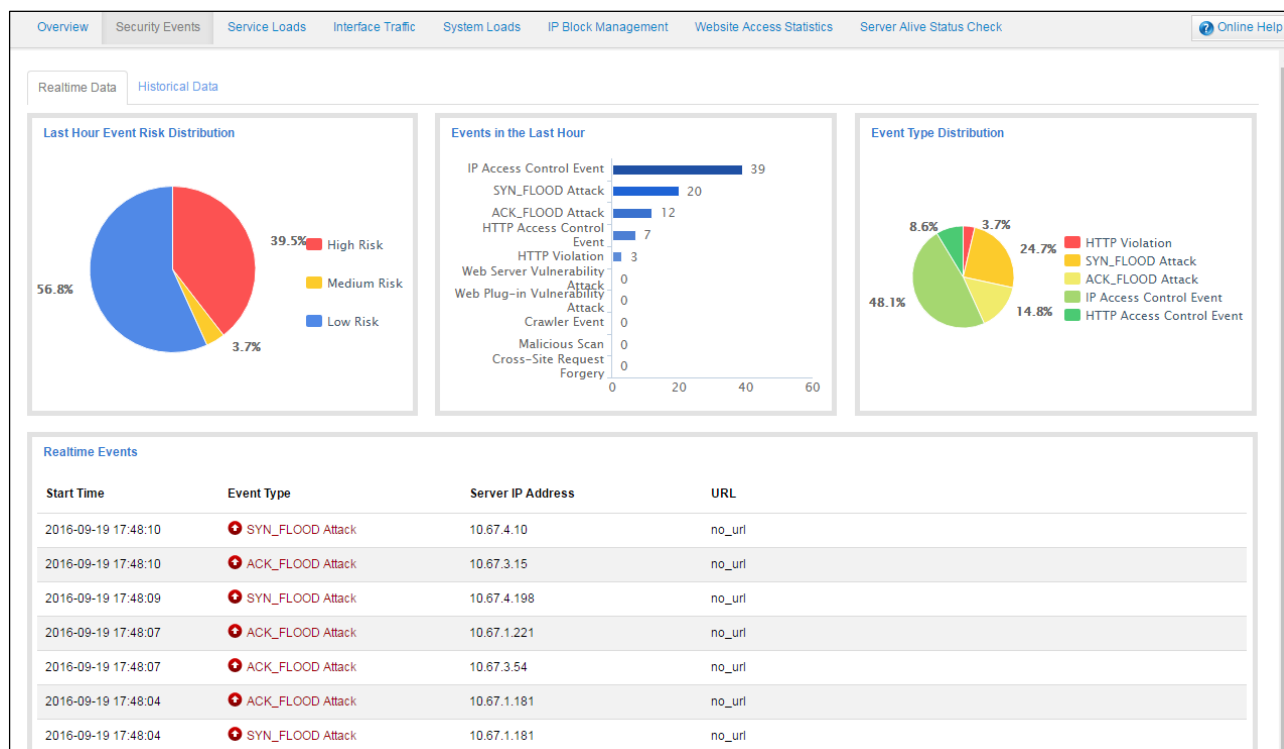 Overview Security Events Service Loads Interface Traffic System Loads IP Block Management Website Access Statistics Server Alive Status Check Online Help
Realtime Data Historical Data
Last Hour Event Risk Distribution
39.5%
56.8%
3.7%
High Risk
Medium Risk
Low Risk
Events in the Last Hour
IP Access Control Event 39
SYN_FLOOD Attack 20
ACK_FLOOD Attack 12
HTTP Access Control
Event 7
HTTP Violation 3
Web Server Vulnerability
Attack 0
Web Plug-in Vulnerability
Attack 0
Crawler Event 0
Malicious Scan 0
Cross-Site Request
Forgery 0
0 20 40 60
Event Type Distribution
8.6% 3.7%
24.7%
48.1%
14.8%
HTTP Violation
SYN_FLOOD Attack
ACK_FLOOD Attack
IP Access Control Event
HTTP Access Control Event
Realtime Events
Start Time Event Type Server IP Address URL
2016-09-19 17:48:10 SYN_FLOOD Attack 10.67.4.10 no_url
2016-09-19 17:48:10 ACK_FLOOD Attack 10.67.3.15 no_url
2016-09-19 17:48:09 SYN_FLOOD Attack 10.67.4.198 no_url
2016-09-19 17:48:07 ACK_FLOOD Attack 10.67.1.221 no_url
2016-09-19 17:48:07 ACK_FLOOD Attack 10.67.3.54 no_url
2016-09-19 17:48:04 ACK_FLOOD Attack 10.67.1.181 no_url
2016-09-19 17:48:04 SYN_FLOOD Attack 10.67.1.181 no_url